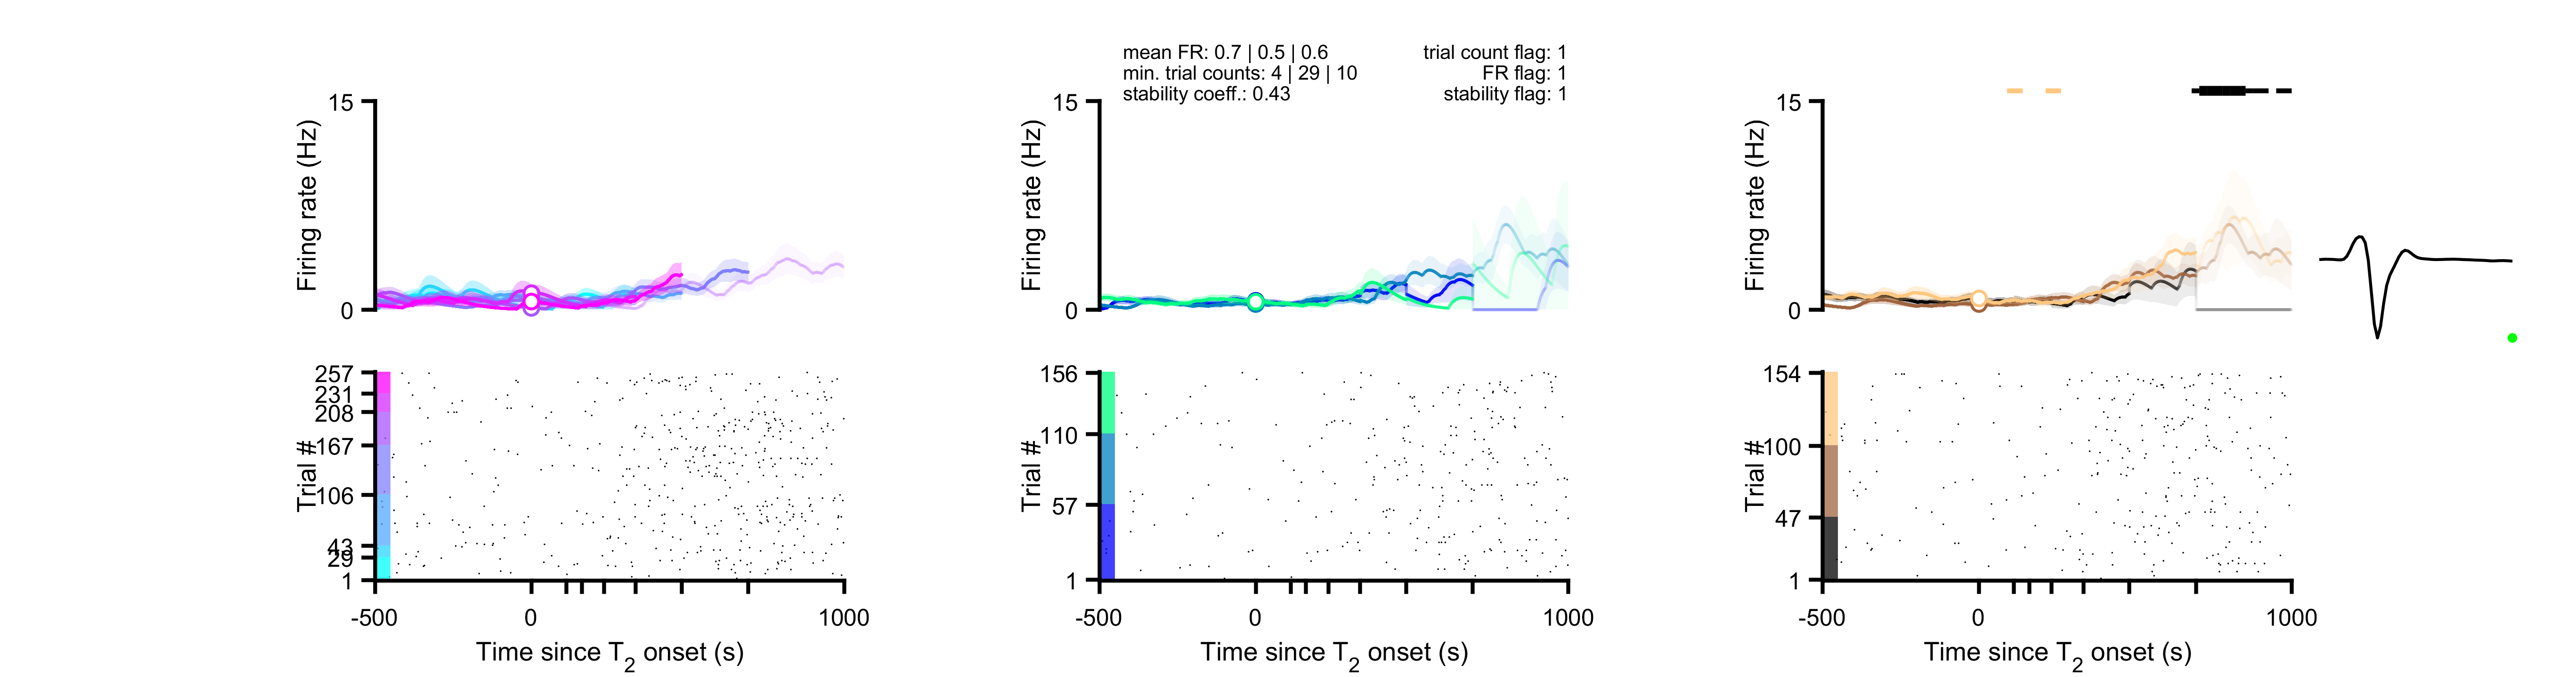 mean FR: 0.7 | 0.5 | 0.6
min. trial counts: 4 | 29 | 10
stability coeff.: 0.43
trial count flag: 1
FR flag: 1
stability flag: 1
15
0
Firing rate (Hz)
15
0
Firing rate (Hz)
15
0
Firing rate (Hz)
257
231
208
167
106
43
29
1
Trial #
-500
0
1000
Time since T2 onset (s)
156
110
57
1
Trial #
-500
0
1000
Time since T2 onset (s)
154
100
47
1
Trial #
-500
0
1000
Time since T2 onset (s)